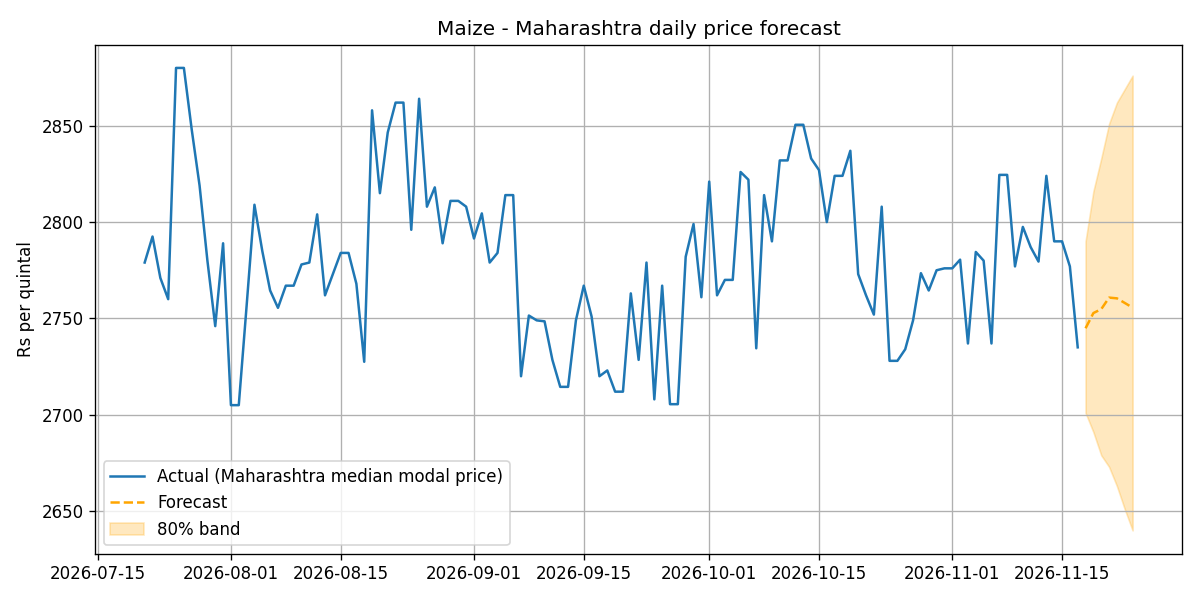 Maize - Maharashtra daily price forecast
Rs per quintal
2850
2800
2750
2700
2650
Actual (Maharashtra median modal price)
Forecast
80% band
2026-07-15 2026-08-01 2026-08-15 2026-09-01 2026-09-15 2026-10-01 2026-10-15 2026-11-01 2026-11-15